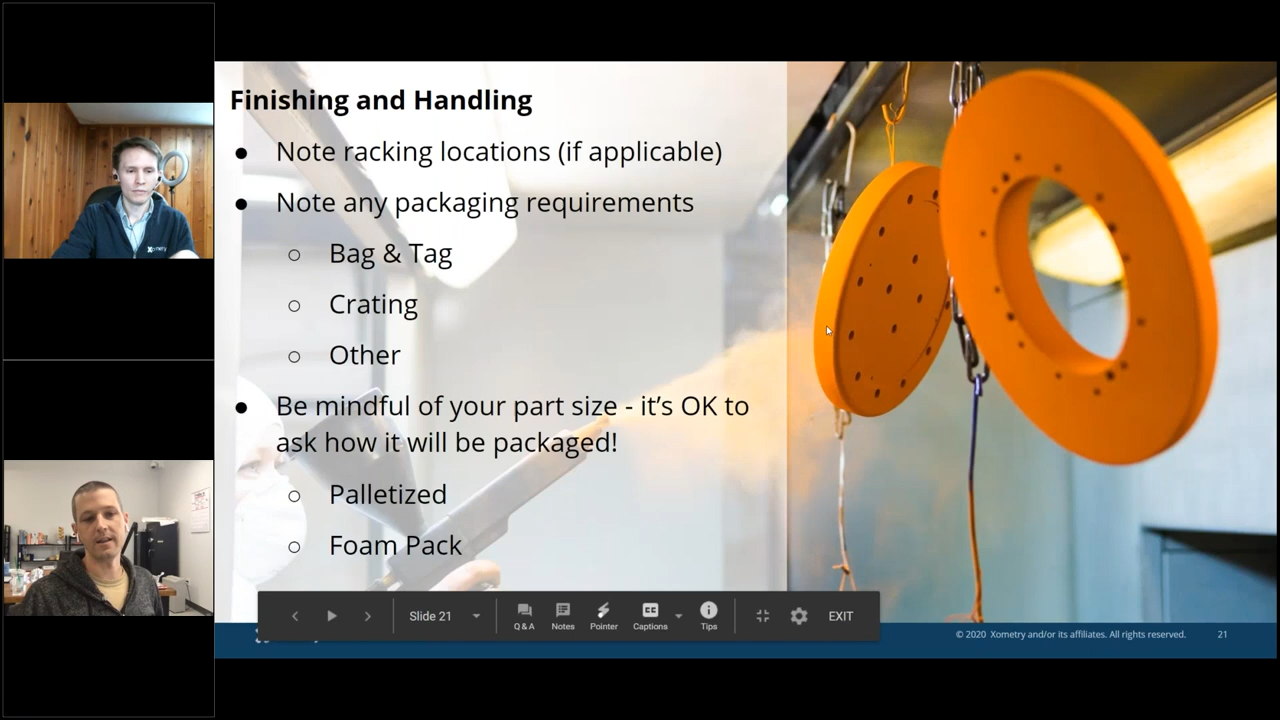 Finishing and Handling
● Note racking locations (if applicable)
● Note any packaging requirements
○ Bag & Tag
○ Crating
○ Other
● Be mindful of your part size - it's OK to
ask how it will be packaged!
○ Palletized
○ Foam Pack
Slide 21
Q & A
Notes
Pointer
CC
Captions
Tips
EXIT
© 2020 Xometry and/or its affiliates. All rights reserved.
21